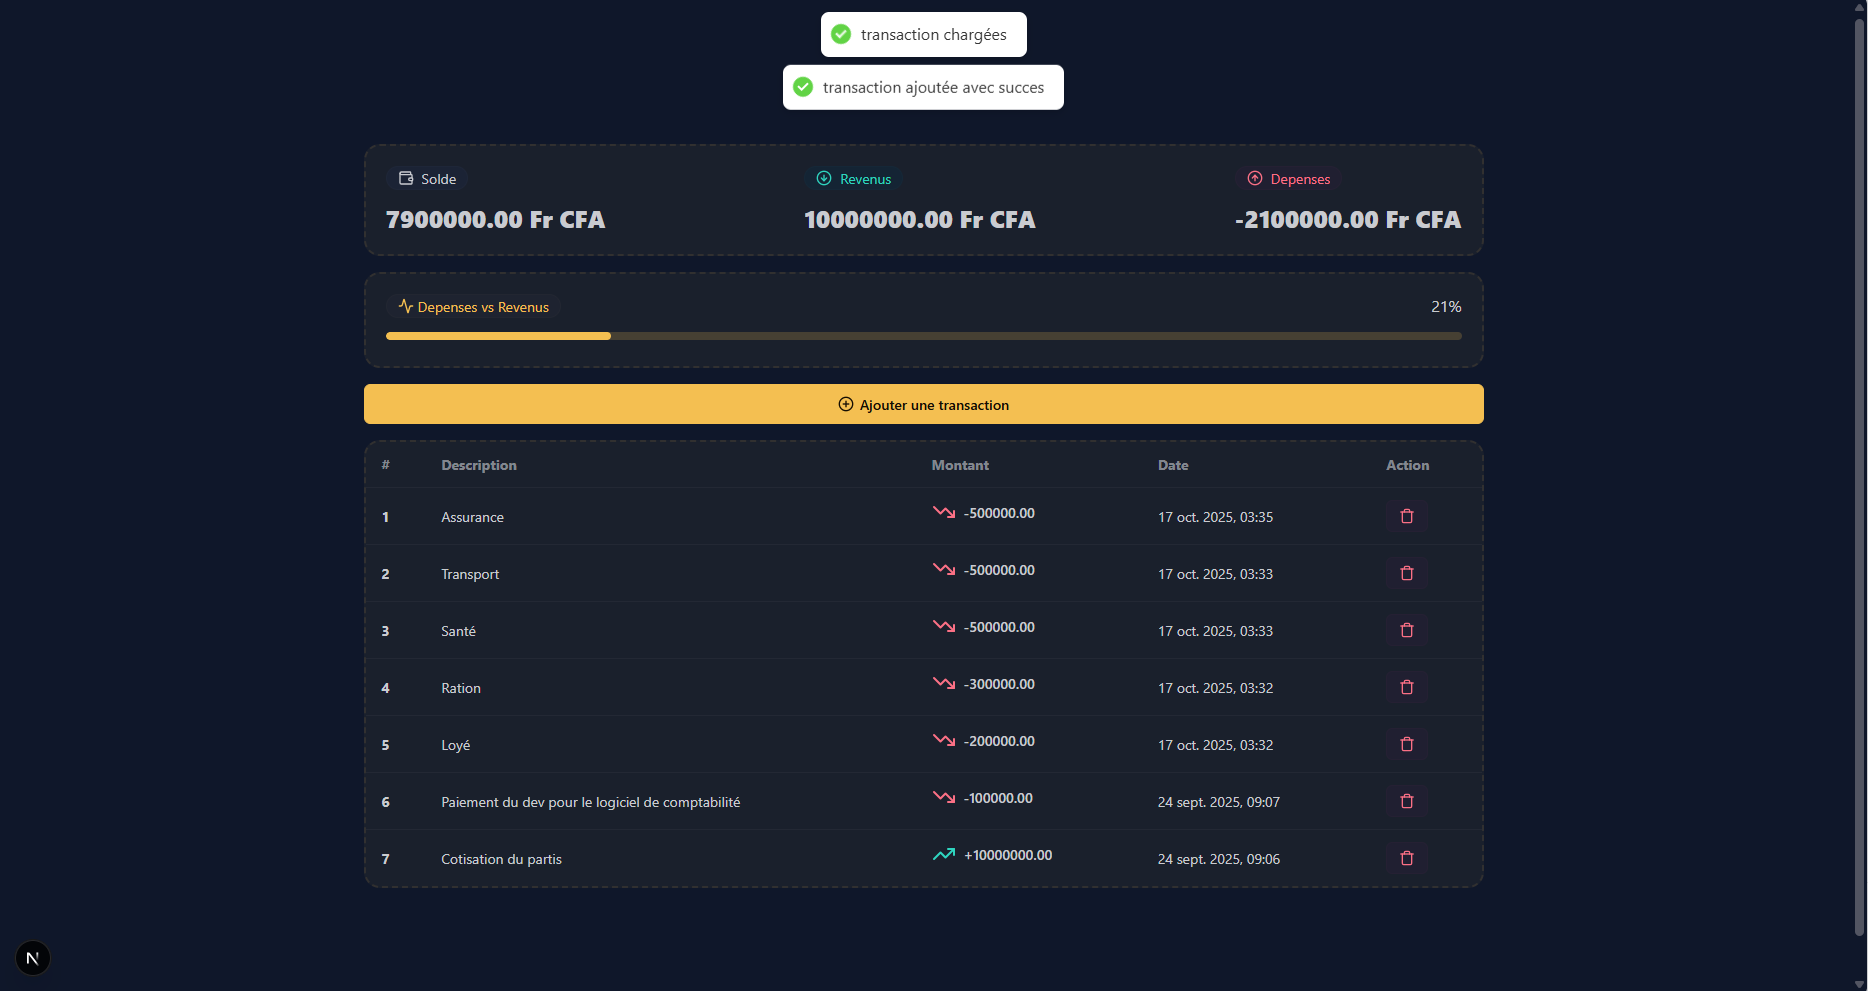 transaction chargées
transaction ajoutée avec succes
Solde Revenus Depenses
7900000.00 Fr CFA 10000000.00 Fr CFA -2100000.00 Fr CFA
Depenses vs Revenus 21%
Ajouter une transaction
# Description Montant Date Action
1 Assurance -500000.00 17 oct. 2025, 03:35
2 Transport -500000.00 17 oct. 2025, 03:33
3 Santé -500000.00 17 oct. 2025, 03:33
4 Ration -300000.00 17 oct. 2025, 03:32
5 Loyé -200000.00 17 oct. 2025, 03:32
6 Paiement du dev pour le logiciel de comptabilité -100000.00 24 sept. 2025, 09:07
7 Cotisation du partis +10000000.00 24 sept. 2025, 09:06
N